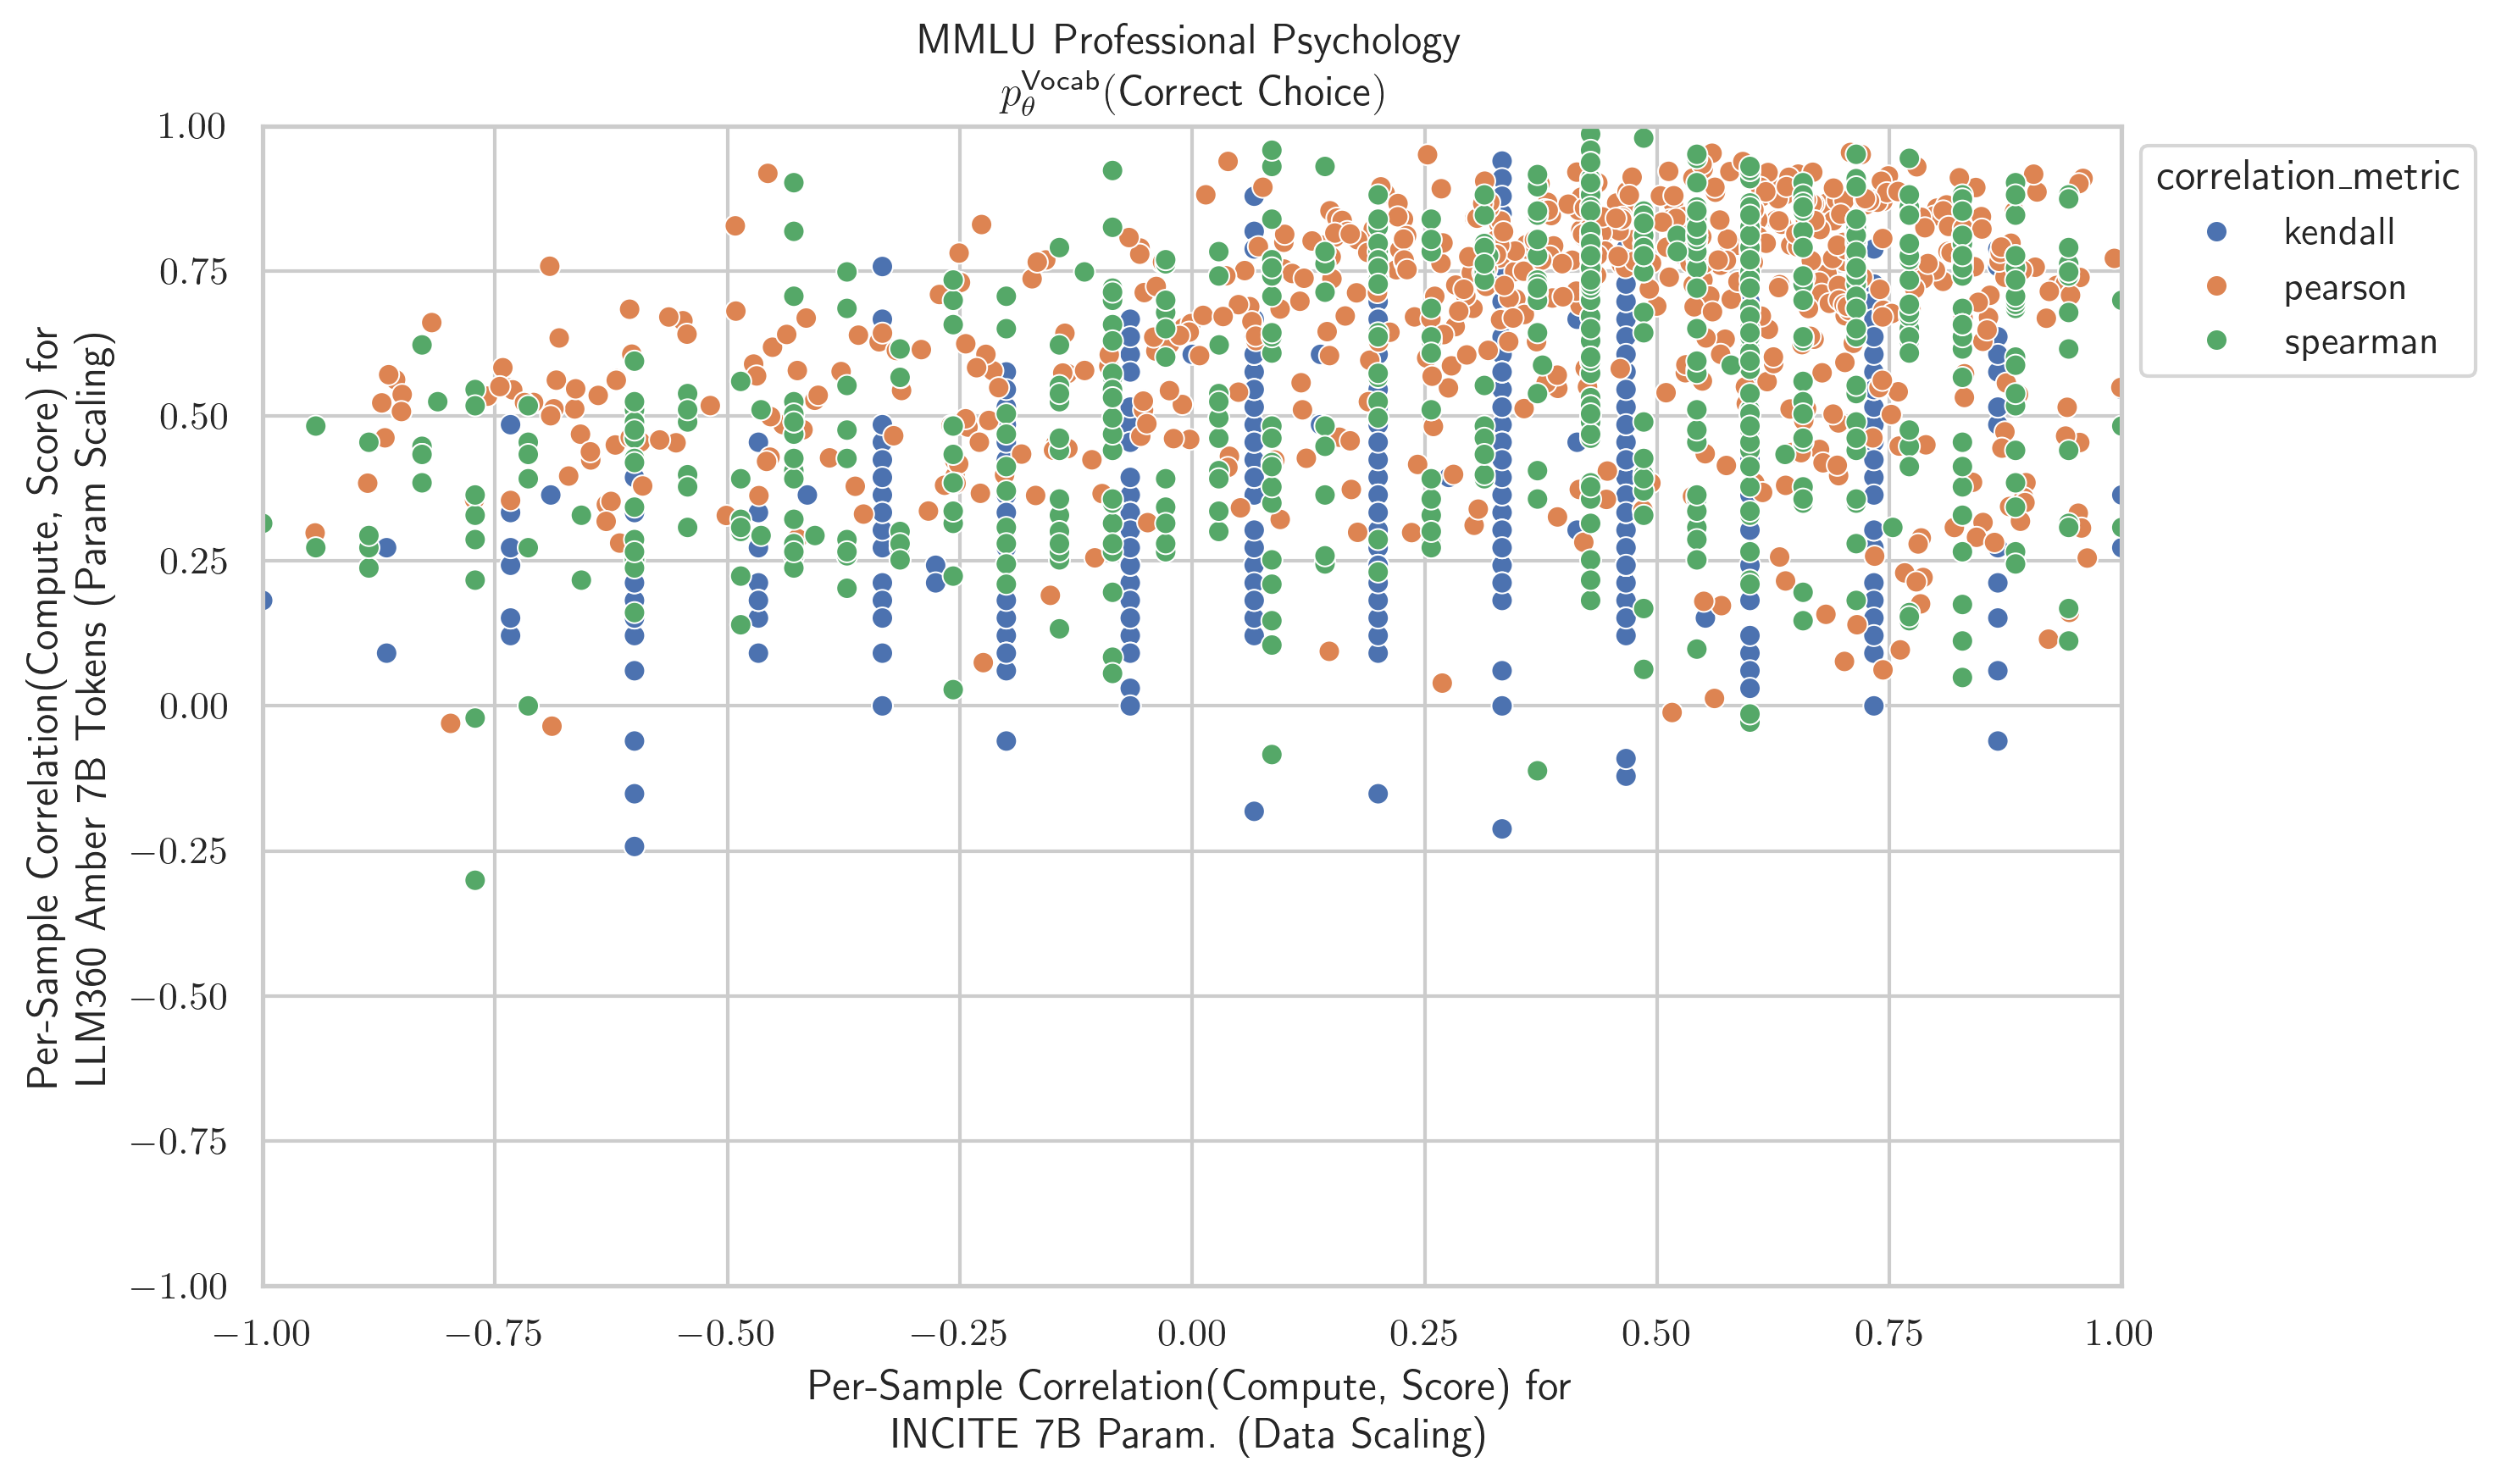 MMLU Professional Psychology
p_θ^Vocab(Correct Choice)
1.00
0.75
0.50
0.25
0.00
−0.25
−0.50
−0.75
−1.00
Per-Sample Correlation(Compute, Score) for
LLM360 Amber 7B Tokens (Param Scaling)
−1.00
−0.75
−0.50
−0.25
0.00
0.25
0.50
0.75
1.00
Per-Sample Correlation(Compute, Score) for
INCITE 7B Param. (Data Scaling)
correlation_metric
kendall
pearson
spearman